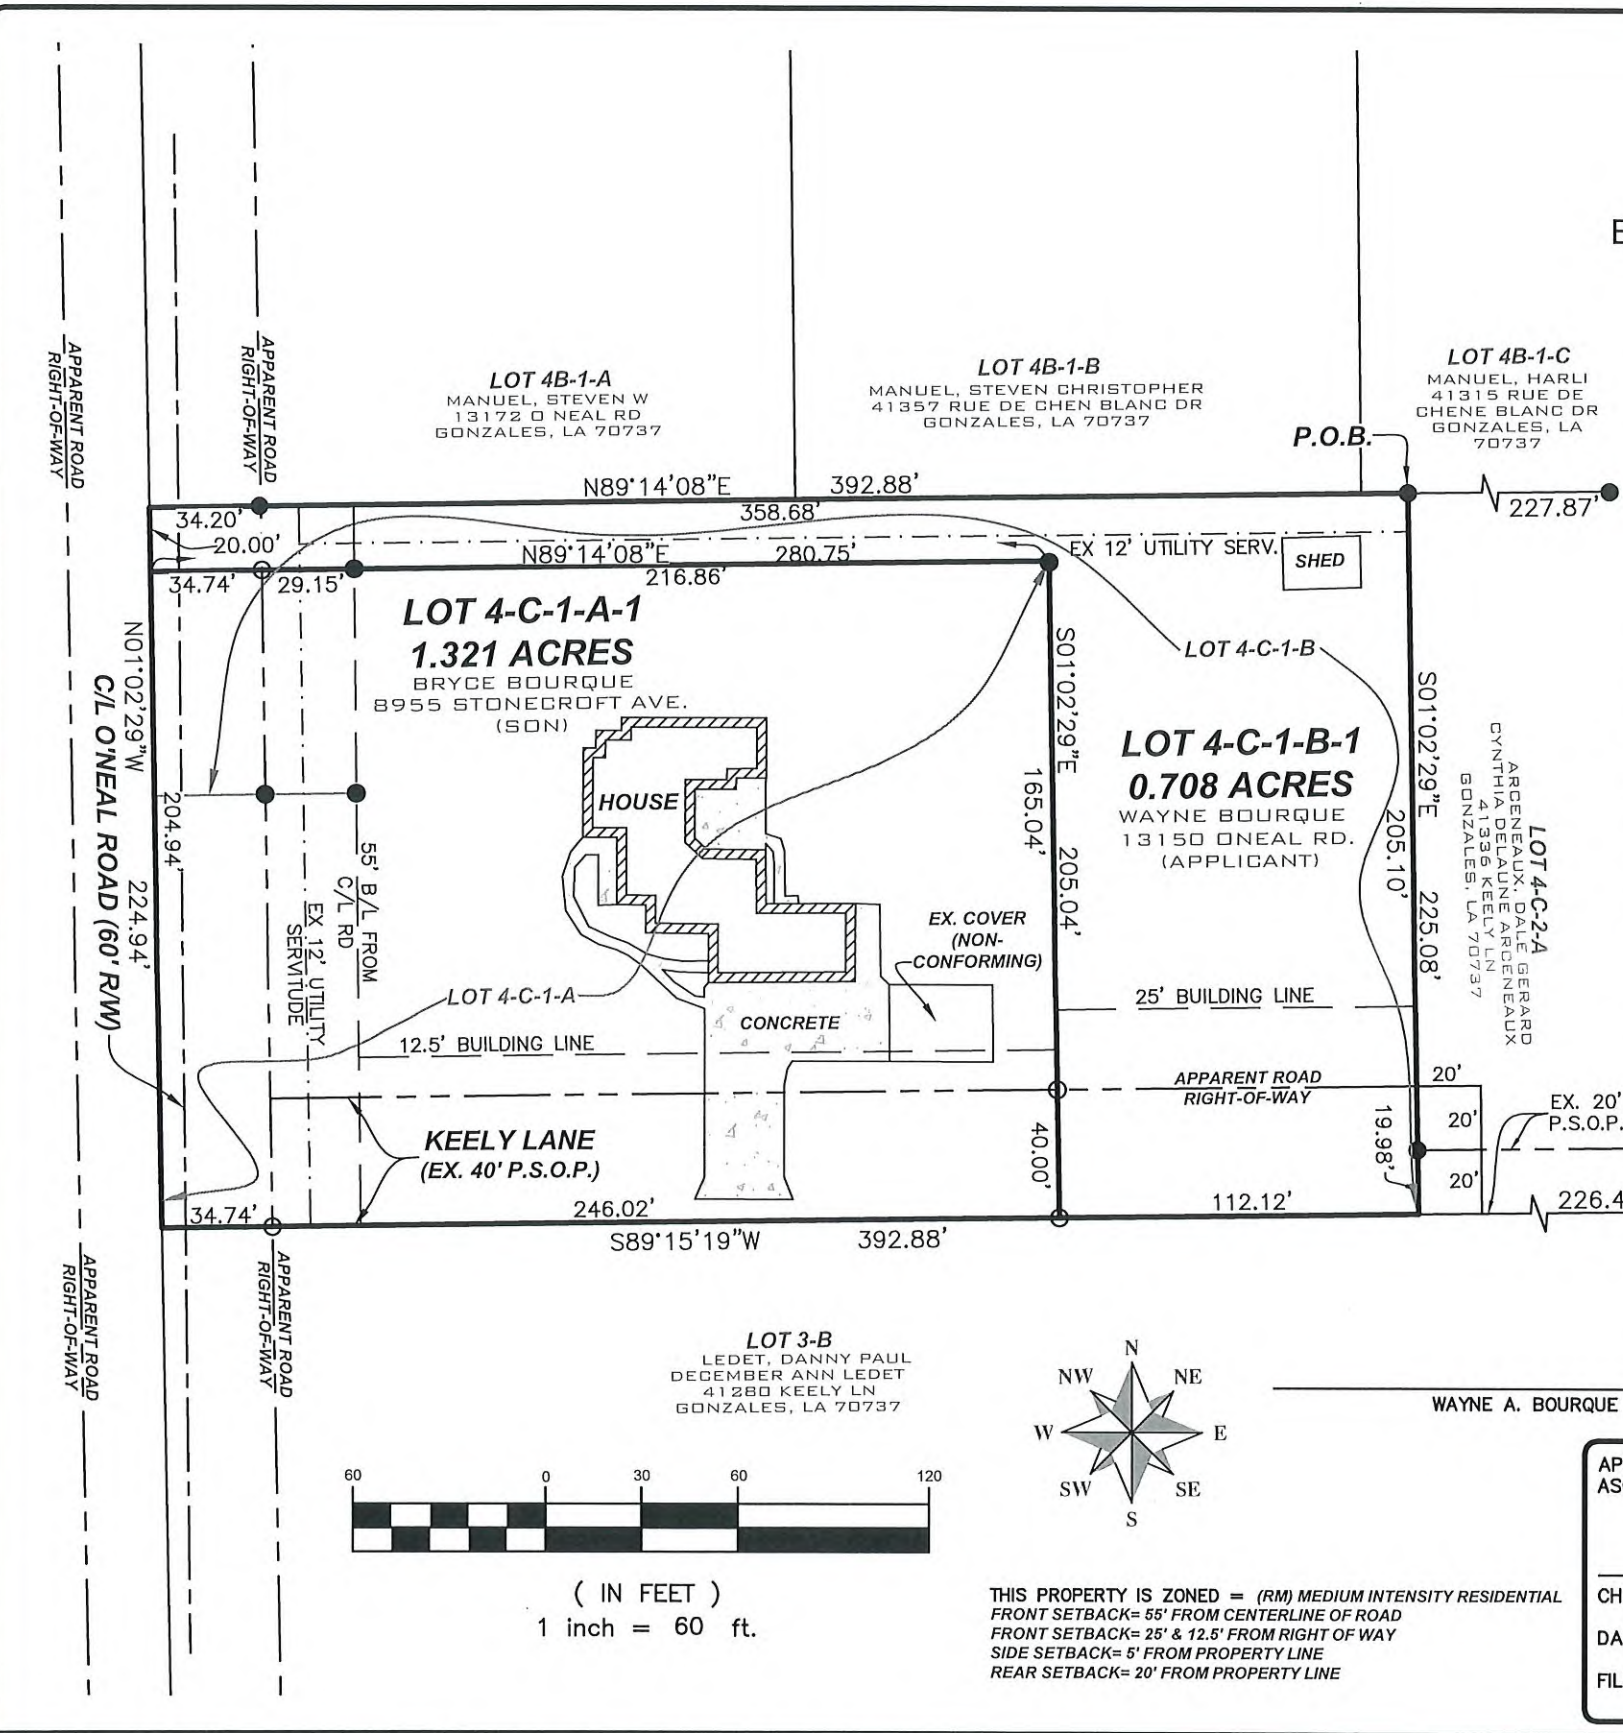 E
APPARENT ROAD
RIGHT-OF-WAY
APPARENT ROAD
RIGHT-OF-WAY
LOT 4B-1-A
MANUEL, STEVEN W
13172 O NEAL RD
GONZALES, LA 70737
LOT 4B-1-B
MANUEL, STEVEN CHRISTOPHER
41357 RUE DE CHEN BLANC DR
GONZALES, LA 70737
LOT 4B-1-C
MANUEL, HARLI
41315 RUE DE
CHENE BLANC DR
GONZALES, LA
70737
P.O.B.
N89°14'08"E 392.88'
227.87'
34.20'
358.68'
20.00'
N89°14'08"E 280.75'
EX 12' UTILITY SERV.
SHED
34.74'
29.15'
216.86'
LOT 4-C-1-A-1
1.321 ACRES
BRYCE BOURQUE
8955 STONECROFT AVE.
(SON)
LOT 4-C-1-B
N01°02'29"W 224.94'
C/L O'NEAL ROAD (60' R/W)
204.94'
S01°02'29"E 205.04'
165.04'
LOT 4-C-1-B-1
0.708 ACRES
WAYNE BOURQUE
13150 ONEAL RD.
(APPLICANT)
S01°02'29"E 225.08'
205.10'
LOT 4-C-2-A
ARCENEAUX, DALE GERARD
CYNTHIA DELAUNE ARCENEAUX
41336 KEELY LN
GONZALES, LA 70737
HOUSE
55' B/L FROM
C/L RD
EX 12' UTILITY
SERVITUDE
EX. COVER
(NON-
CONFORMING)
LOT 4-C-1-A
25' BUILDING LINE
CONCRETE
12.5' BUILDING LINE
APPARENT ROAD
RIGHT-OF-WAY
20'
20'
20'
EX. 20'
P.S.O.P.
KEELY LANE
(EX. 40' P.S.O.P.)
40.00'
19.98'
34.74'
246.02'
112.12'
226.4
S89°15'19"W 392.88'
APPARENT ROAD
RIGHT-OF-WAY
APPARENT ROAD
RIGHT-OF-WAY
LOT 3-B
LEDET, DANNY PAUL
DECEMBER ANN LEDET
41280 KEELY LN
GONZALES, LA 70737
N
NW NE
W E
SW SE
S
WAYNE A. BOURQUE
60 0 30 60 120
( IN FEET )
1 inch = 60 ft.
AP
AS
CH
DA
FIL
THIS PROPERTY IS ZONED = (RM) MEDIUM INTENSITY RESIDENTIAL
FRONT SETBACK= 55' FROM CENTERLINE OF ROAD
FRONT SETBACK= 25' & 12.5' FROM RIGHT OF WAY
SIDE SETBACK= 5' FROM PROPERTY LINE
REAR SETBACK= 20' FROM PROPERTY LINE